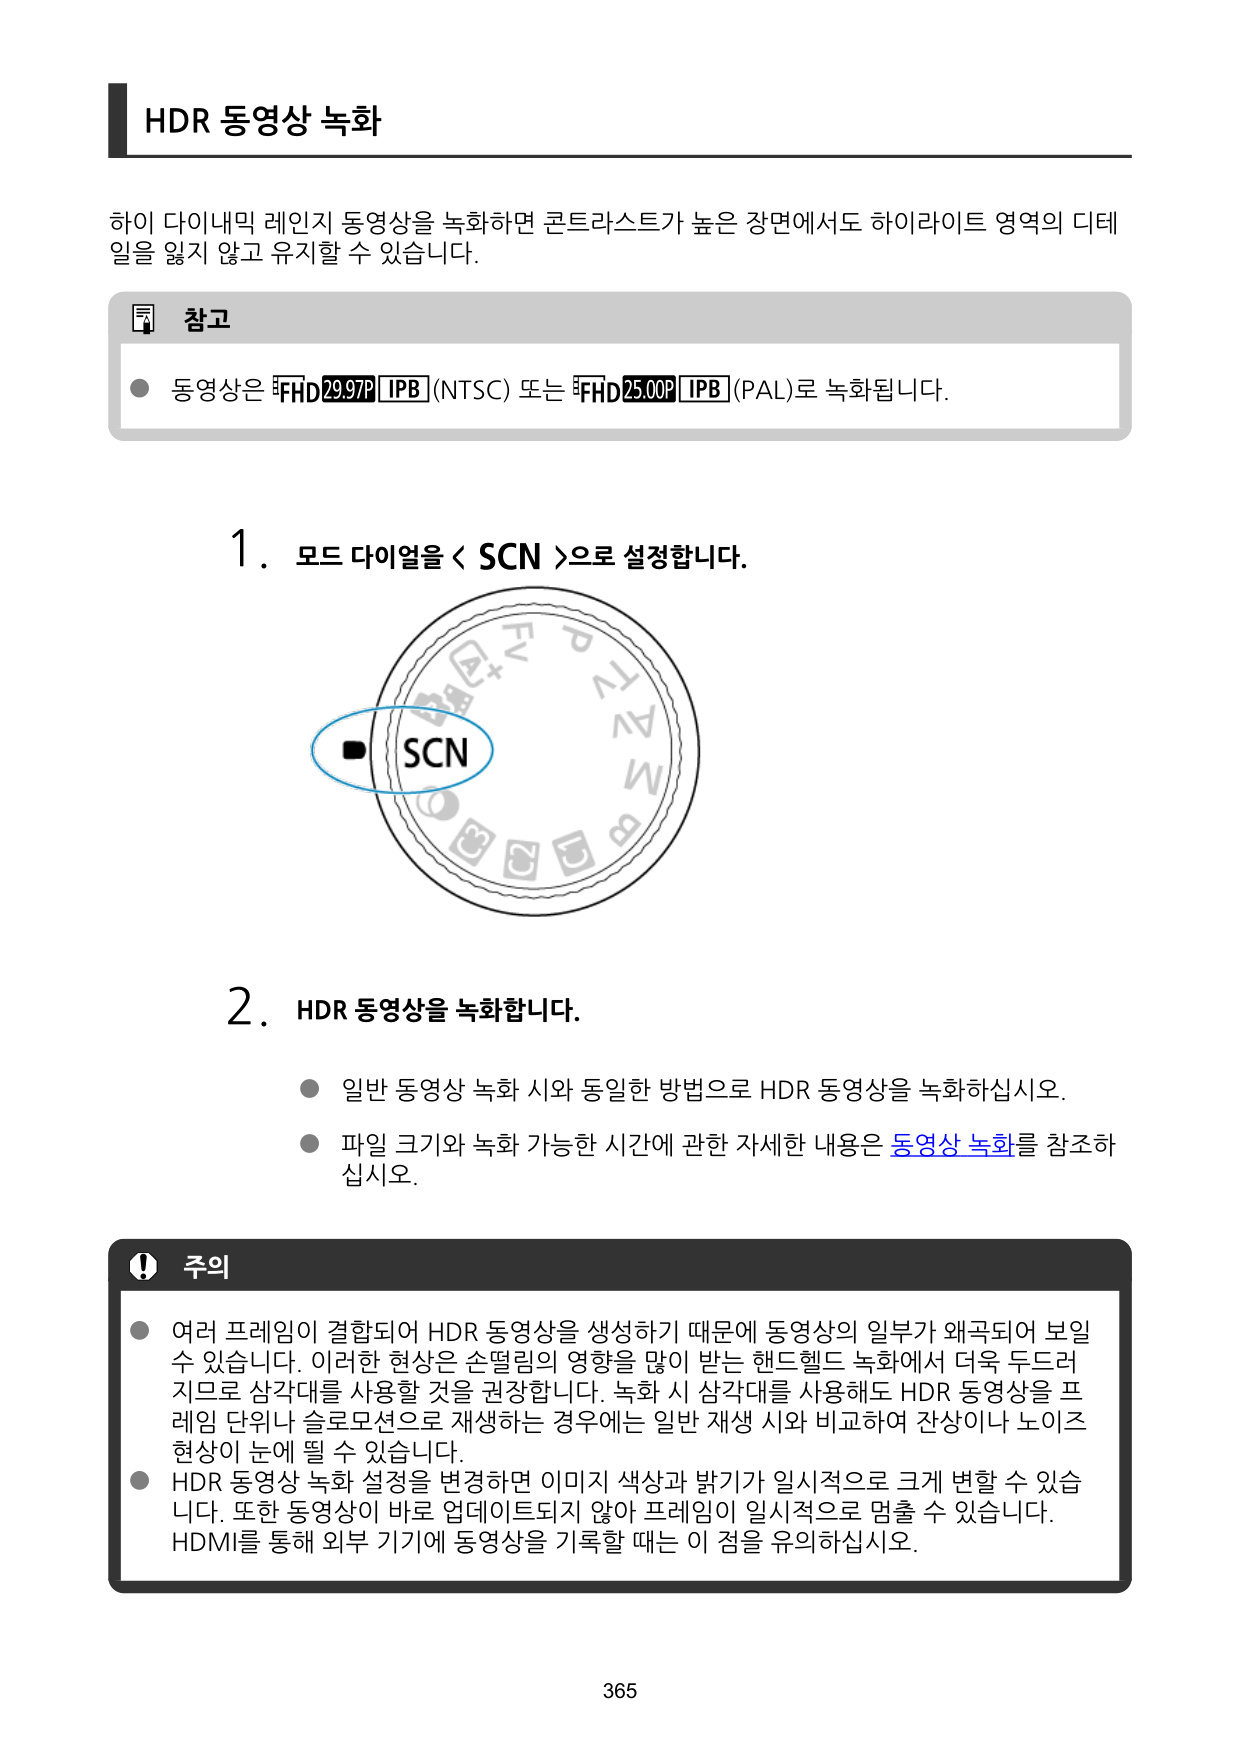 HDR 동영상 녹화
하이 다이내믹 레인지 동영상을 녹화하면 콘트라스트가 높은 장면에서도 하이라이트 영역의 디테
일을 잃지 않고 유지할 수 있습니다.
참고
● 동영상은 FHD 29.97P IPB (NTSC) 또는 FHD 25.00P IPB (PAL)로 녹화됩니다.
1. 모드 다이얼을 < SCN >으로 설정합니다.
Fv
P
A+
Tv
Av
SCN
M
B
C3
C2
C1
2. HDR 동영상을 녹화합니다.
● 일반 동영상 녹화 시와 동일한 방법으로 HDR 동영상을 녹화하십시오.
● 파일 크기와 녹화 가능한 시간에 관한 자세한 내용은 동영상 녹화를 참조하
십시오.
주의
● 여러 프레임이 결합되어 HDR 동영상을 생성하기 때문에 동영상의 일부가 왜곡되어 보일
수 있습니다. 이러한 현상은 손떨림의 영향을 많이 받는 핸드헬드 녹화에서 더욱 두드러
지므로 삼각대를 사용할 것을 권장합니다. 녹화 시 삼각대를 사용해도 HDR 동영상을 프
레임 단위나 슬로모션으로 재생하는 경우에는 일반 재생 시와 비교하여 잔상이나 노이즈
현상이 눈에 띌 수 있습니다.
● HDR 동영상 녹화 설정을 변경하면 이미지 색상과 밝기가 일시적으로 크게 변할 수 있습
니다. 또한 동영상이 바로 업데이트되지 않아 프레임이 일시적으로 멈출 수 있습니다.
HDMI를 통해 외부 기기에 동영상을 기록할 때는 이 점을 유의하십시오.
365